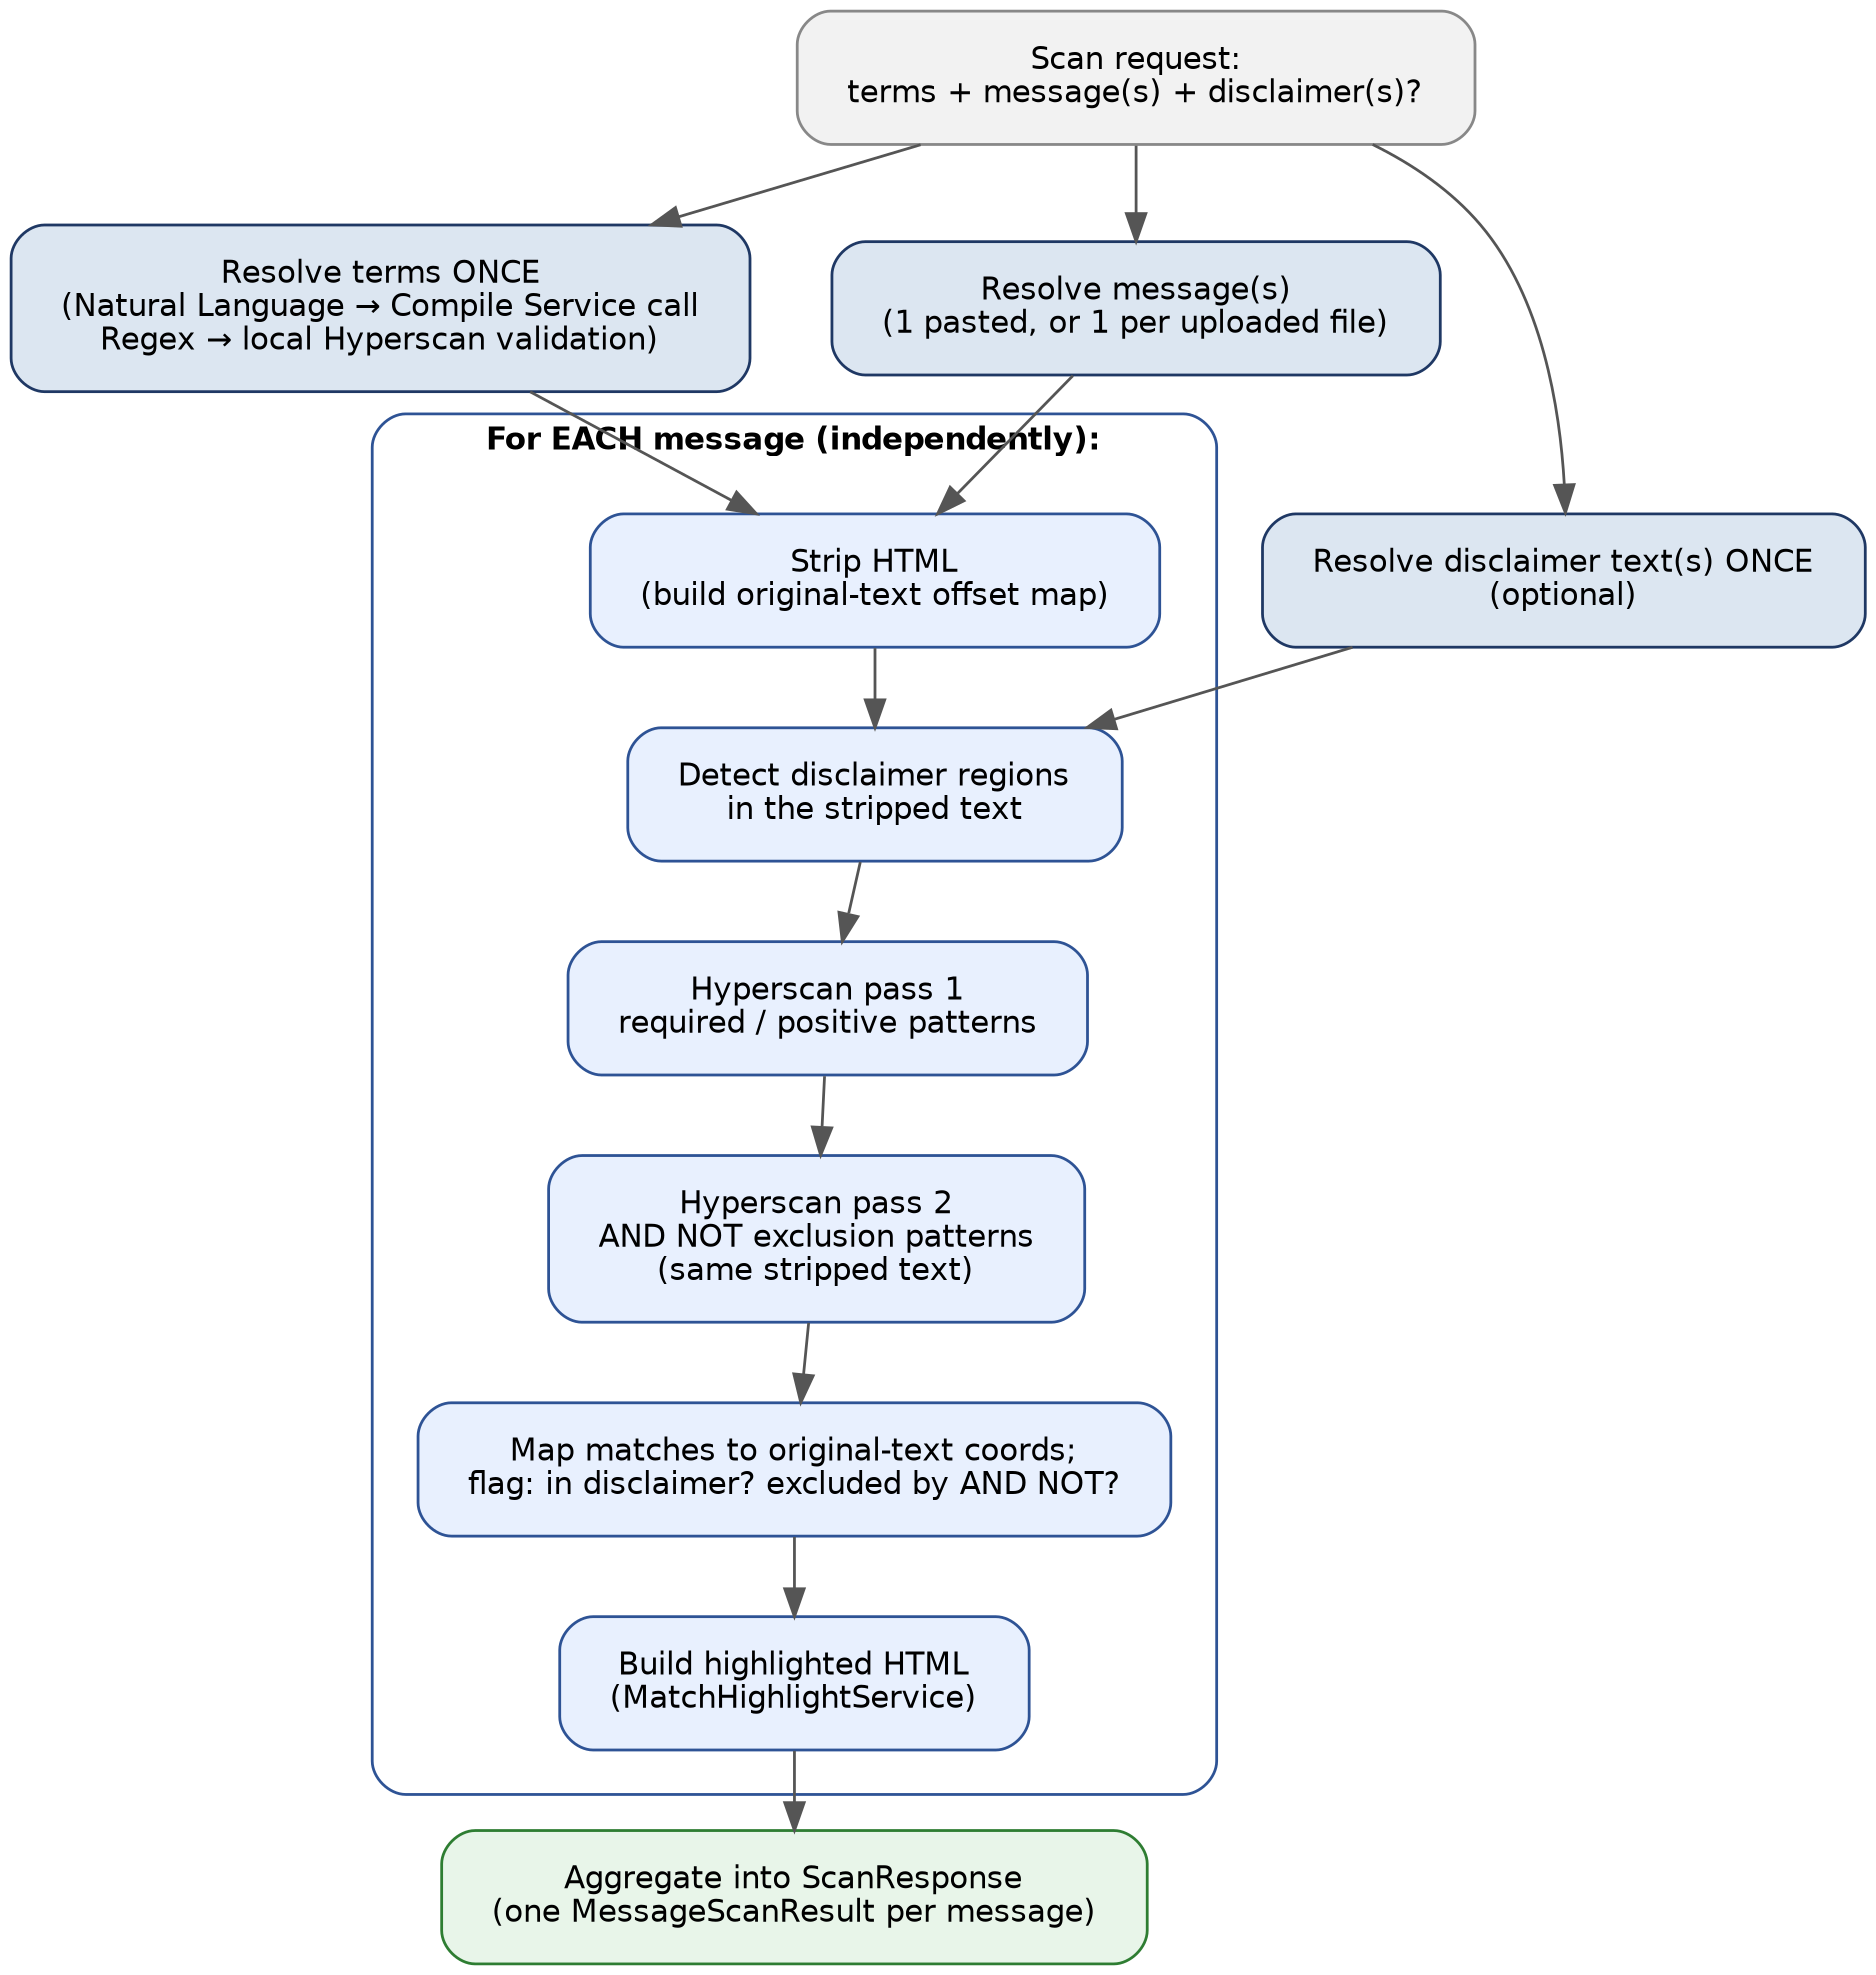 Scan request:
terms + message(s) + disclaimer(s)?
Resolve terms ONCE
(Natural Language → Compile Service call
Regex → local Hyperscan validation)
Resolve message(s)
(1 pasted, or 1 per uploaded file)
For EACH message (independently):
Strip HTML
(build original-text offset map)
Resolve disclaimer text(s) ONCE
(optional)
Detect disclaimer regions
in the stripped text
Hyperscan pass 1
required / positive patterns
Hyperscan pass 2
AND NOT exclusion patterns
(same stripped text)
Map matches to original-text coords;
flag: in disclaimer? excluded by AND NOT?
Build highlighted HTML
(MatchHighlightService)
Aggregate into ScanResponse
(one MessageScanResult per message)